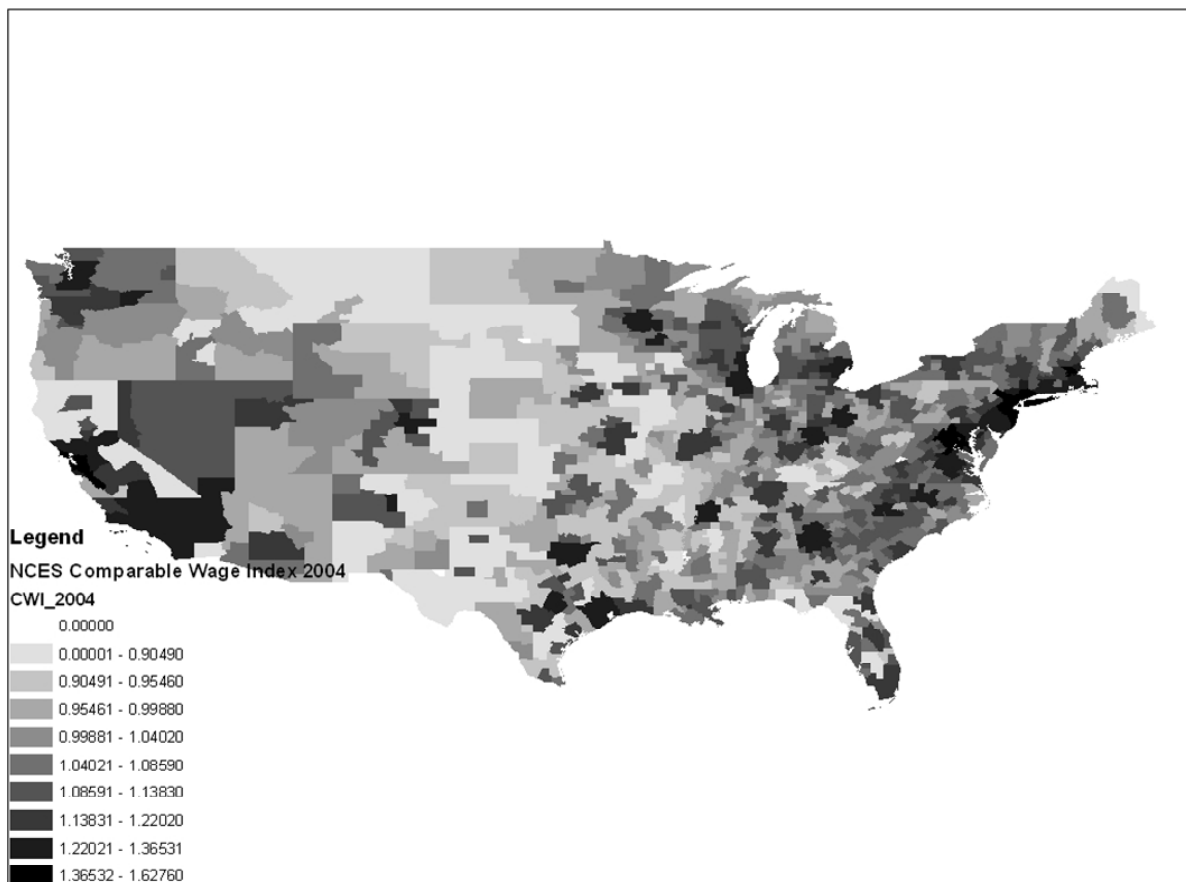 Legend
NCES Comparable Wage Index 2004
CWI_2004
0.00000
0.00001 - 0.90490
0.90491 - 0.95460
0.95461 - 0.99880
0.99881 - 1.04020
1.04021 - 1.08590
1.08591 - 1.13830
1.13831 - 1.22020
1.22021 - 1.36531
1.36532 - 1.62760